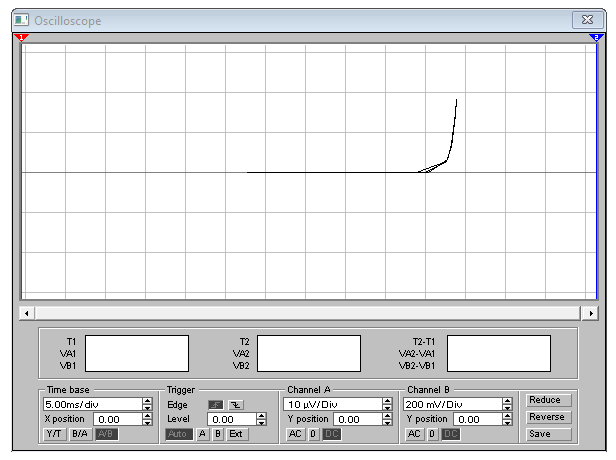 Oscilloscope
1 2
T1 T2 T2-T1
VA1 VA2 VA2-VA1
VB1 VB2 VB2-VB1
Time base Trigger Channel A Channel B
5.00ms/div Edge 10 µV/Div 200 mV/Div Reduce
X position 0.00 Level 0.00 Y position 0.00 Y position 0.00 Reverse
Y/T B/A A/B Auto A B Ext AC 0 DC AC 0 DC Save